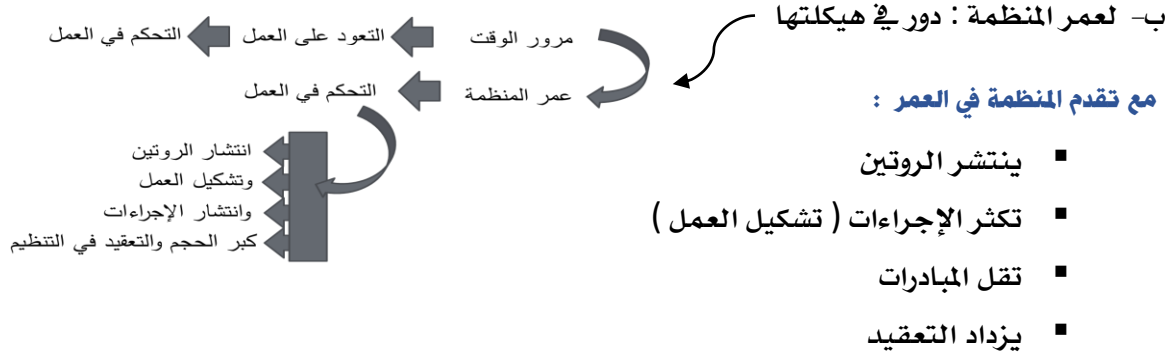 ب- لعمر المنظمة : دور في هيكلتها
مرور الوقت
التعود على العمل
التحكم في العمل
عمر المنظمة
التحكم في العمل
انتشار الروتين
وتشكيل العمل
وانتشار الإجراءات
كبر الحجم والتعقيد في التنظيم
مع تقدم المنظمة في العمر :
▪ ينتشر الروتين
▪ تكثر الإجراءات ( تشكيل العمل )
▪ تقل المبادرات
▪ يزداد التعقيد